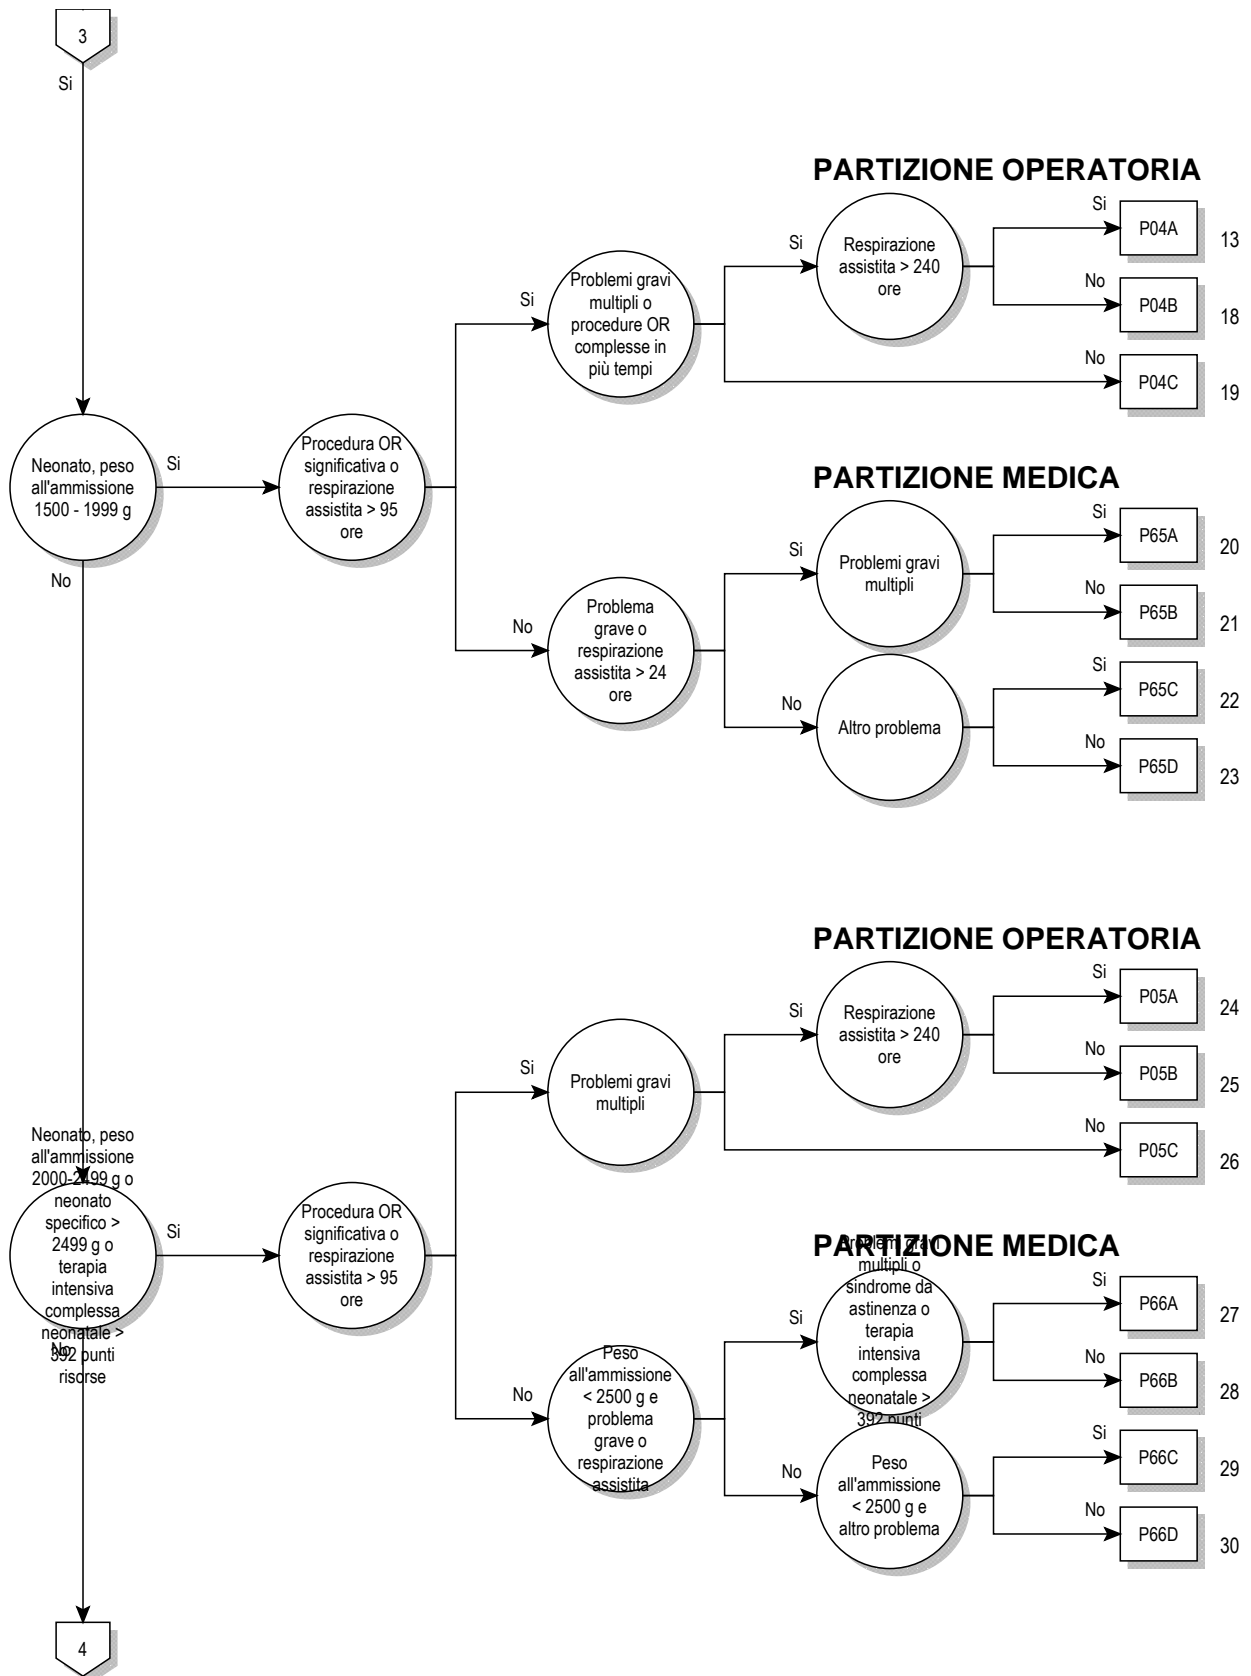 3
Si
PARTIZIONE OPERATORIA
Si
P04A
13
Si
Respirazione
assistita > 240
ore
No
P04B
18
Si
Problemi gravi
multipli o
procedure OR
complesse in
più tempi
No
P04C
19
Neonato, peso
all'ammissione
1500 - 1999 g
Si
Procedura OR
significativa o
respirazione
assistita > 95
ore
PARTIZIONE MEDICA
Si
P65A
20
Si
Problemi gravi
multipli
No
P65B
21
No
No
Problema
grave o
respirazione
assistita > 24
ore
Si
P65C
22
No
Altro problema
No
P65D
23
PARTIZIONE OPERATORIA
Si
P05A
24
Si
Respirazione
assistita > 240
ore
No
P05B
25
Si
Problemi gravi
multipli
No
P05C
26
Neonato, peso
all'ammissione
2000-2499 g o
neonato
specifico >
2499 g o
terapia
intensiva
complessa
neonatale >
392 punti
risorse
Si
Procedura OR
significativa o
respirazione
assistita > 95
ore
PARTIZIONE MEDICA
Problemi gravi
multipli o
sindrome da
astinenza o
terapia
intensiva
complessa
neonatale >
392 punti
Si
P66A
27
Si
No
P66B
28
No
No
Peso
all'ammissione
< 2500 g e
problema
grave o
respirazione
assistita
Si
P66C
29
No
Peso
all'ammissione
< 2500 g e
altro problema
No
P66D
30
4